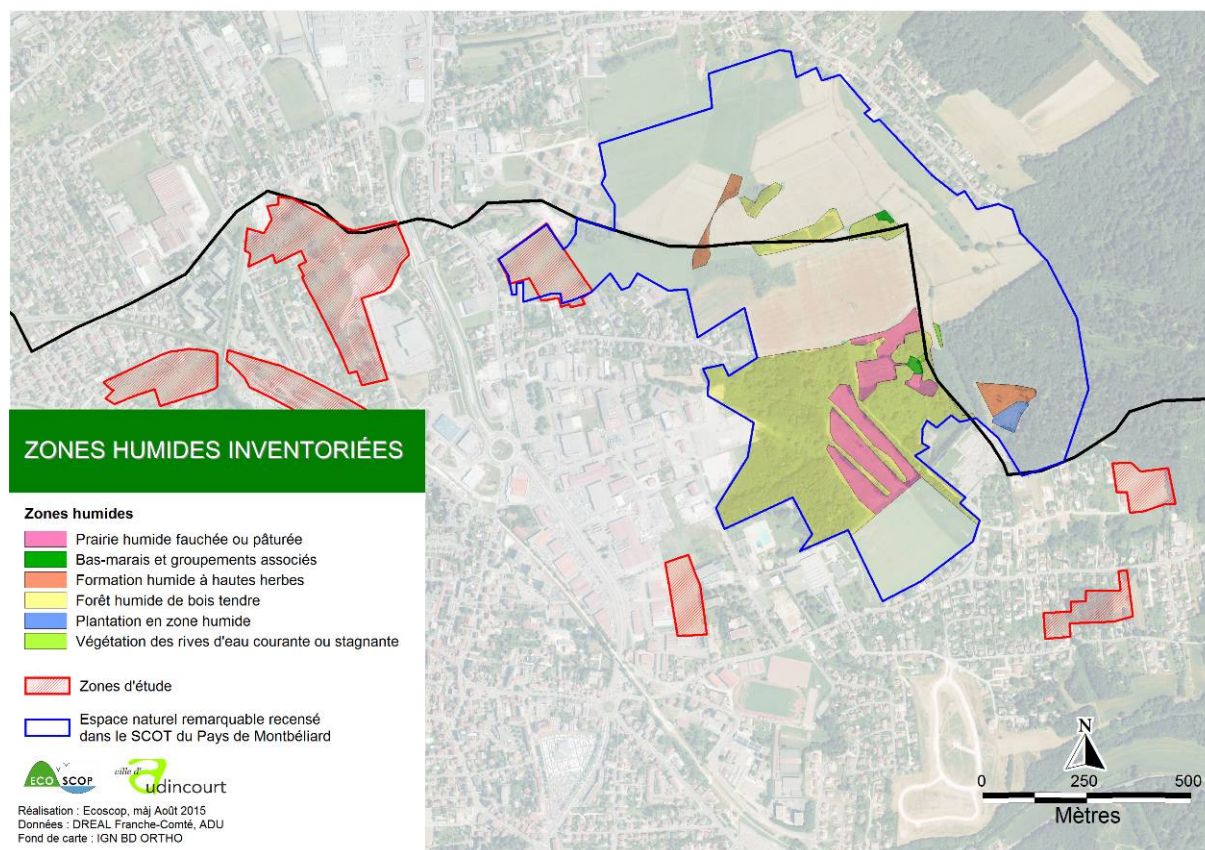 ZONES HUMIDES INVENTORIÉES
Zones humides
Prairie humide fauchée ou pâturée
Bas-marais et groupements associés
Formation humide à hautes herbes
Forêt humide de bois tendre
Plantation en zone humide
Végétation des rives d'eau courante ou stagnante
Zones d'étude
Espace naturel remarquable recensé
dans le SCOT du Pays de Montbéliard
ECO SCOP
ville d'audincourt
Réalisation : Ecoscop, màj Août 2015
Données : DREAL Franche-Comté, ADU
Fond de carte : IGN BD ORTHO
N
0 250 500
Mètres